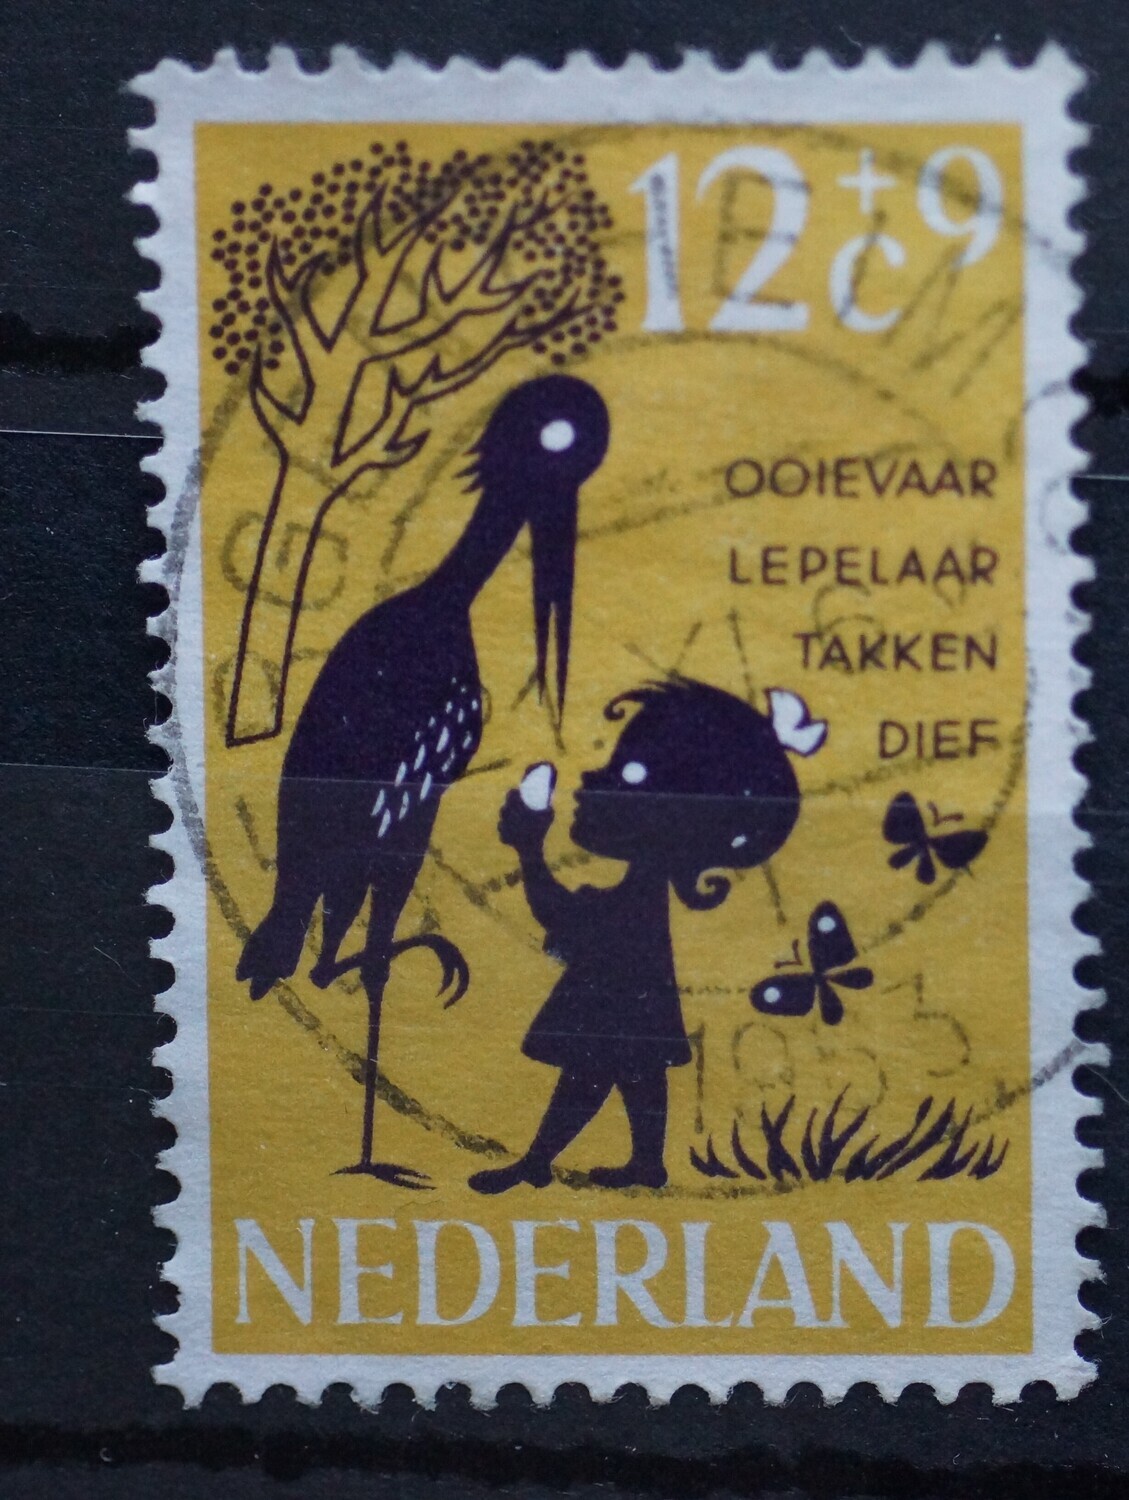 12+9
c
OOIEVAAR
LEPELAAR
TAKKEN
DIEF
NEDERLAND